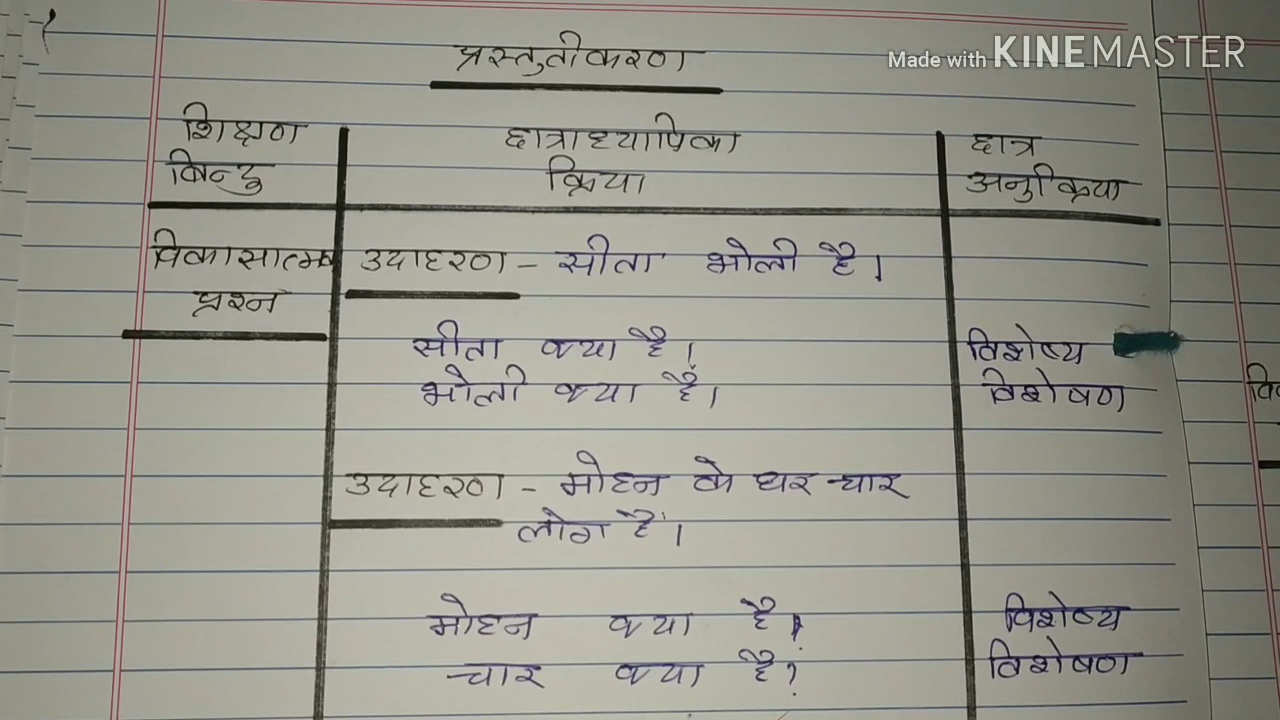 Made with KINEMASTER
प्रस्तुतीकरण
शिक्षण बिन्दु
छात्राध्यापिका क्रिया
छात्र अनुक्रिया
विकासात्मक प्रश्न
उदाहरण - सीता भोली है।
सीता क्या है। विशेष्य
भोली क्या है। विशेषण
उदाहरण - मोहन के घर चार
लोग हैं।
मोहन क्या है? विशेष्य
चार क्या है? विशेषण